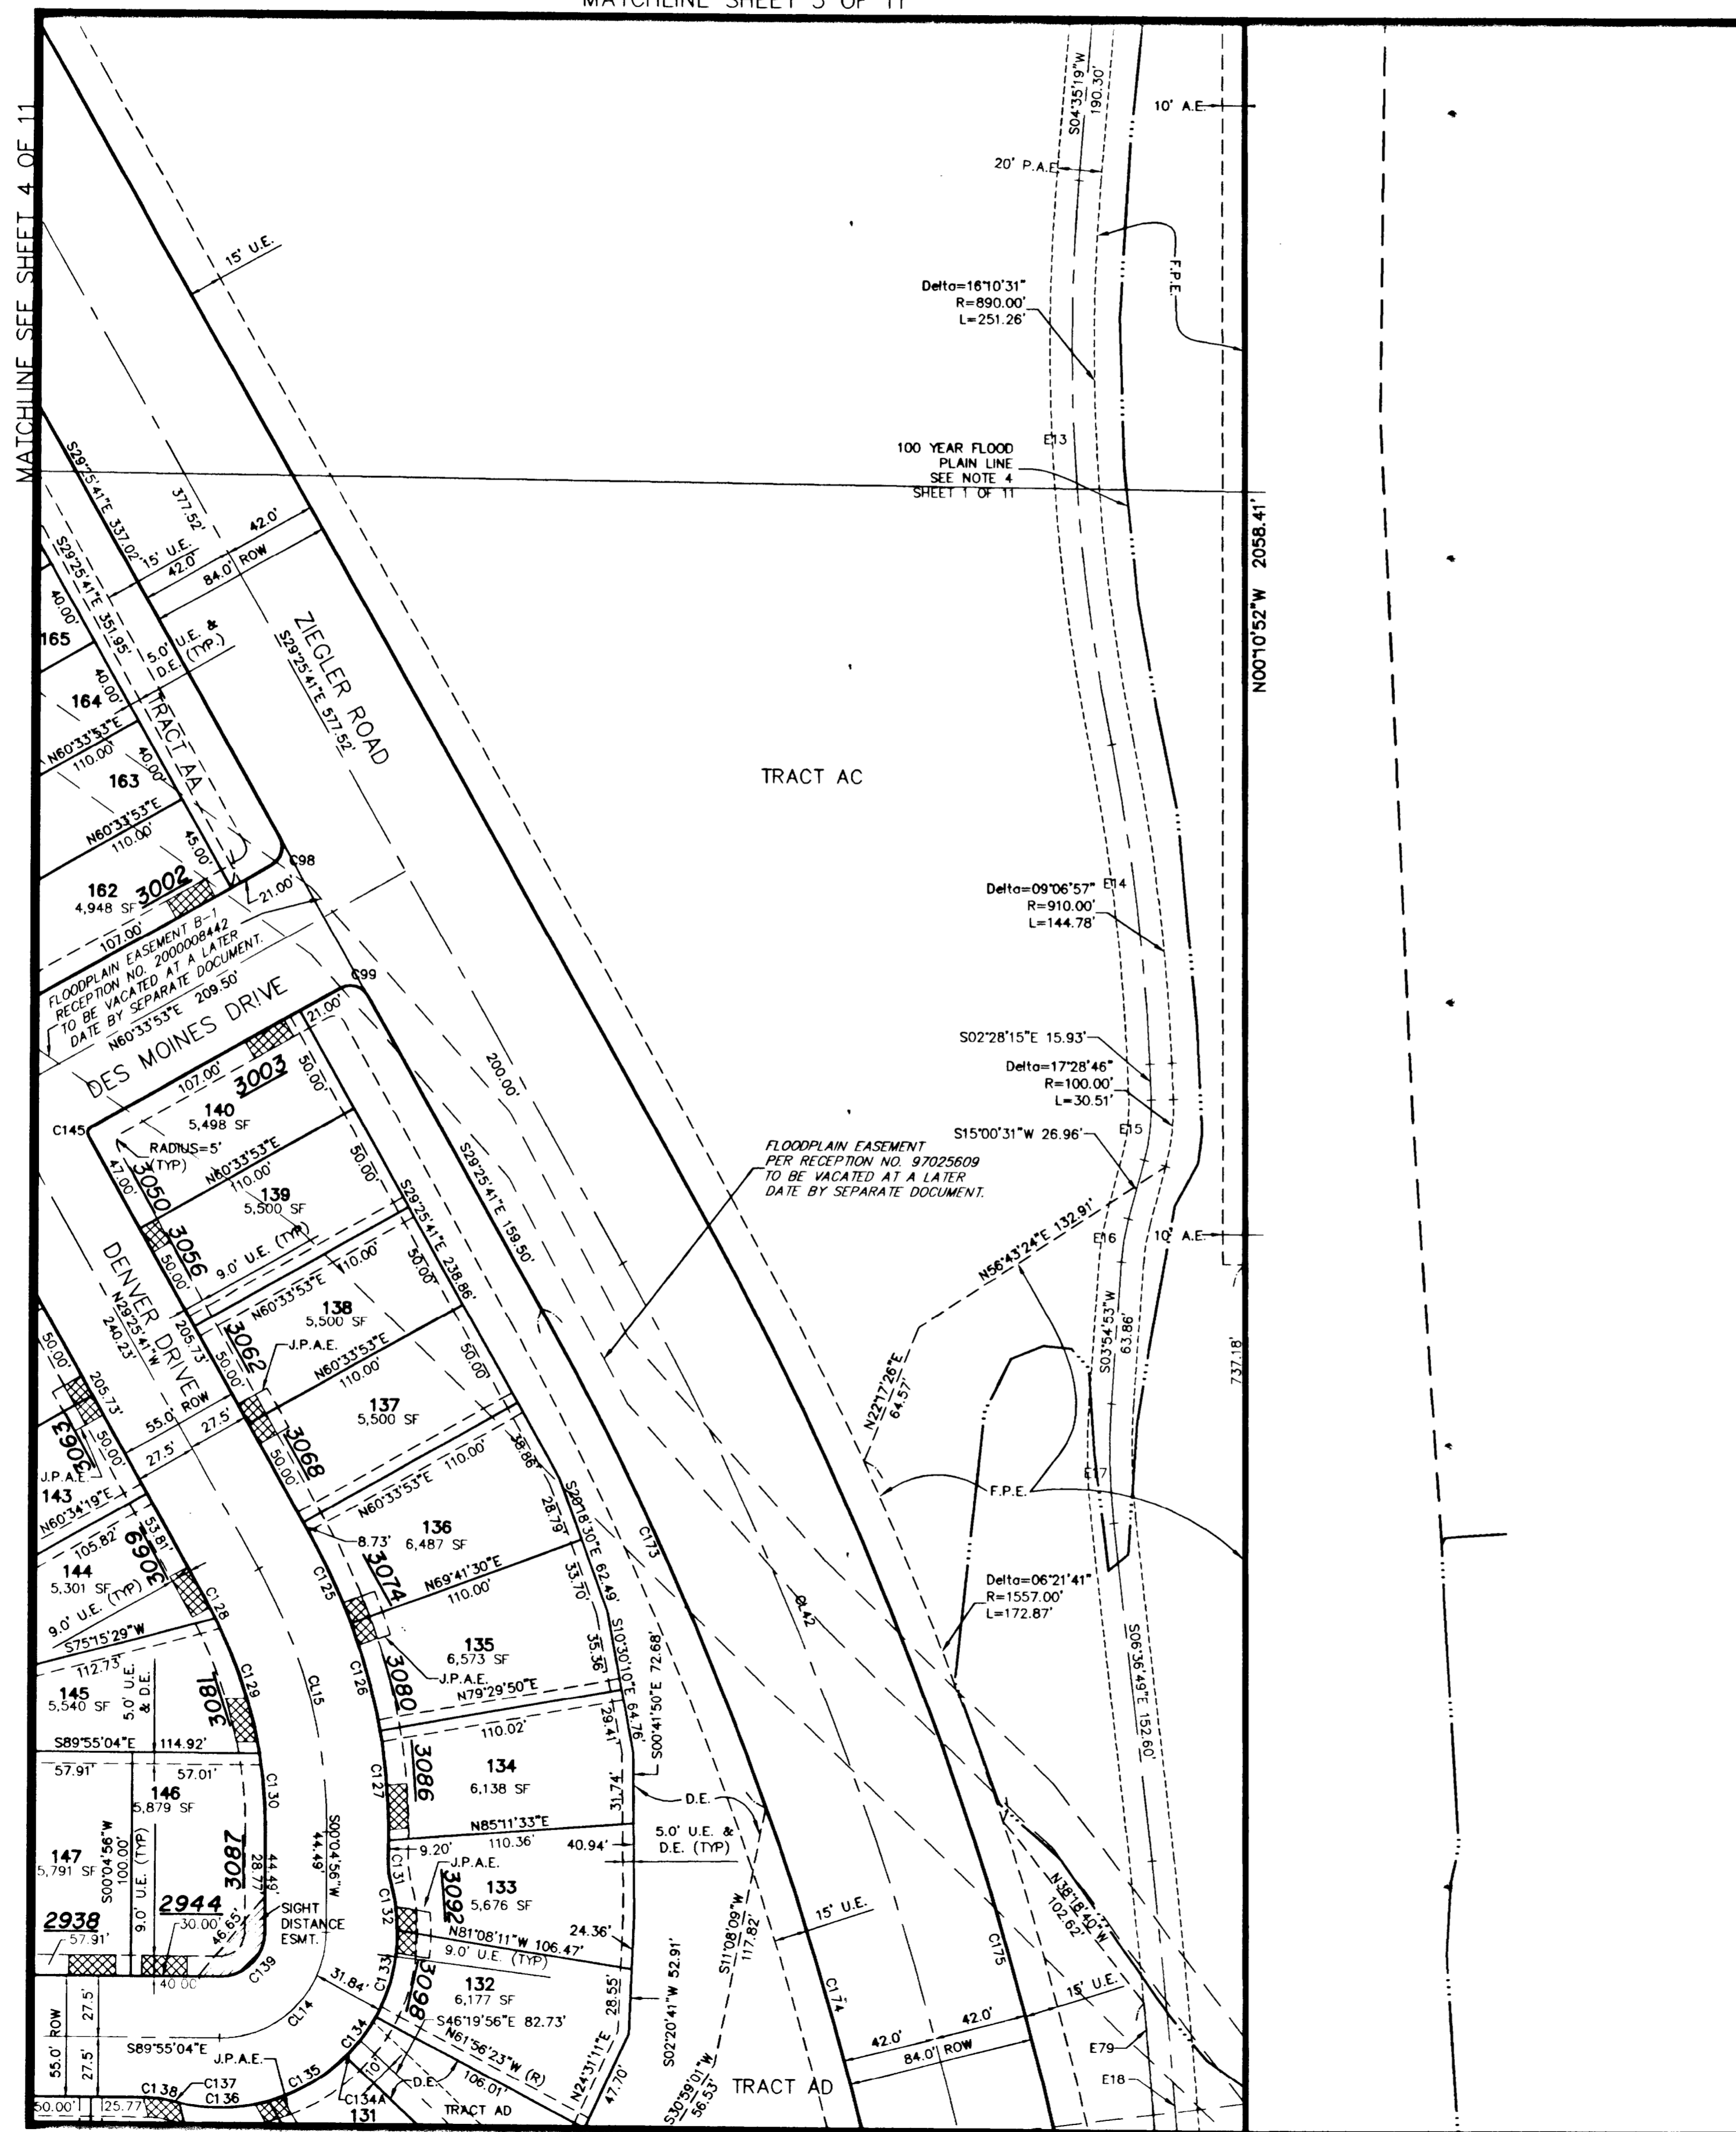 MATCHLINE SHEET 3 OF 11
MATCHLINE SEE SHEET 4 OF 11
S04°35'19"W
190.30'
10' A.E.
20' P.A.E.
F.P.E.
15' U.E.
Delta=16°10'31"
R=890.00'
L=251.26'
E13
100 YEAR FLOOD
PLAIN LINE
SEE NOTE 4
SHEET 1 OF 11
N00°10'52"W 2058.41'
S29°25'41"E 337.02'
377.52'
15' U.E.
42.0'
42.0'
84.0' ROW
S29°25'41"E 351.95'
40.00'
165
5.0' U.E. &
D.E. (TYP.)
ZIEGLER ROAD
S29°25'41"E 577.52'
40.00'
164
TRACT AA
N60°33'53"E
110.00'
40.00'
163
TRACT AC
N60°33'53"E
110.00'
45.00'
C98
162
4,948 SF
3002
21.00'
107.00'
Delta=09°06'57"
R=910.00'
L=144.78'
E14
FLOODPLAIN EASEMENT B-1
RECEPTION NO. 2000008442
TO BE VACATED AT A LATER
DATE BY SEPARATE DOCUMENT.
N60°33'53"E 209.50'
DES MOINES DRIVE
C99
21.00'
S02°28'15"E 15.93'
Delta=17°28'46"
R=100.00'
L=30.51'
200.00'
107.00'
3003
50.00'
140
5,498 SF
C145
RADIUS=5'
(TYP)
E15
S15°00'31"W 26.96'
FLOODPLAIN EASEMENT
PER RECEPTION NO. 97025609
TO BE VACATED AT A LATER
DATE BY SEPARATE DOCUMENT.
47.00'
3050
N60°33'53"E
110.00'
50.00'
S29°25'41"E 159.50'
139
5,500 SF
S29°25'41"E 238.86'
3056
50.00'
9.0' U.E. (TYP)
110.00'
50.00'
N56°43'24"E 132.91'
E16
10' A.E.
DENVER DRIVE
N29°25'41"W
240.23'
N60°33'53"E
138
5,500 SF
205.73'
3062
J.P.A.E.
50.00'
N60°33'53"E
110.00'
50.00'
S03°54'53"W
63.86'
737.18'
50.00'
205.73'
N22°17'26"E
64.57'
137
5,500 SF
55.0' ROW
27.5'
27.5'
3068
50.00'
3063
50.00'
38.86'
J.P.A.E.
143
N60°34'19"E
N60°33'53"E 110.00'
E17
F.P.E.
105.82'
53.81'
3069
8.73'
136
6,487 SF
28.79'
S20°18'30"E 62.49'
C173
144
5,301 SF
9.0' U.E. (TYP)
C125
3074
N69°41'30"E
110.00'
33.70'
Delta=06°21'41"
R=1557.00'
L=172.87'
CL42
C128
S75°15'29"W
112.73'
135
6,573 SF
35.36'
S10°30'10"E 64.76'
S00°41'50"E 72.68'
S06°36'49"E 152.60'
5.0' U.E.
& D.E.
145
5,540 SF
3081
C129
CL15
C126
3080
J.P.A.E.
N79°29'50"E
110.02'
29.41'
S89°55'04"E 114.92'
57.91'
57.01'
146
5,879 SF
C130
C127
3086
134
6,138 SF
31.74'
D.E.
N85°11'33"E
110.36'
40.94'
5.0' U.E. &
D.E. (TYP)
147
5,791 SF
S00°04'56"W
100.00'
9.0' U.E. (TYP)
3087
28.77'
44.49'
S00°04'56"W
44.49'
9.20'
J.P.A.E.
C131
3092
133
5,676 SF
N38°18'40"W
102.62'
2938
57.91'
2944
30.00'
SIGHT
DISTANCE
ESMT.
46.65'
C132
24.36'
N81°08'11"W 106.47'
9.0' U.E. (TYP)
S11°08'09"W
117.82'
15' U.E.
C175
C139
40.00
31.84'
C133
3098
132
6,177 SF
28.55'
S02°20'41"W 52.91'
C174
15' U.E.
55.0' ROW
27.5'
27.5'
CL14
S46°19'56"E 82.73'
N61°56'23"W (R)
106.01'
42.0'
42.0'
84.0' ROW
S89°55'04"E
J.P.A.E.
C134
10'
D.E.
N24°31'11"E
47.70'
S30°59'01"W
56.53'
E79
C138
C137
C136
C135
C134A
131
TRACT AD
TRACT AD
E18
50.00'
25.77'